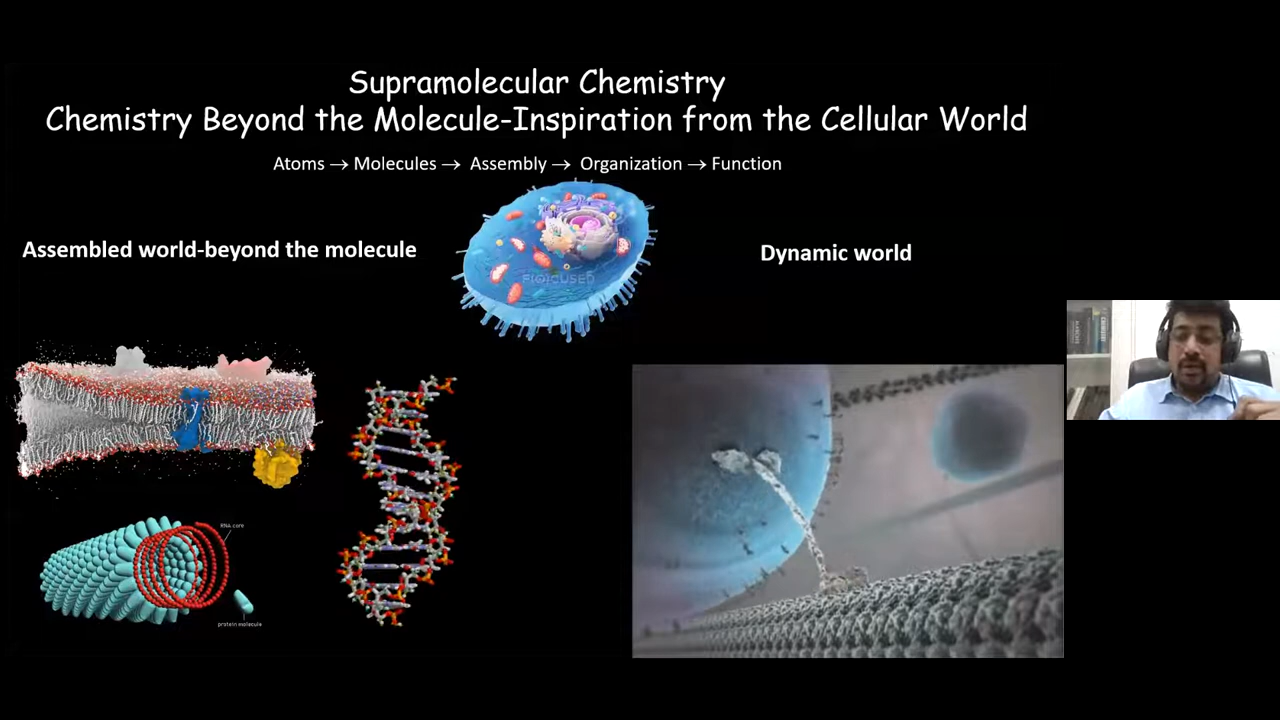 Supramolecular Chemistry
Chemistry Beyond the Molecule-Inspiration from the Cellular World
Atoms → Molecules → Assembly → Organization → Function
Assembled world-beyond the molecule
Dynamic world
RNA core
protein molecule